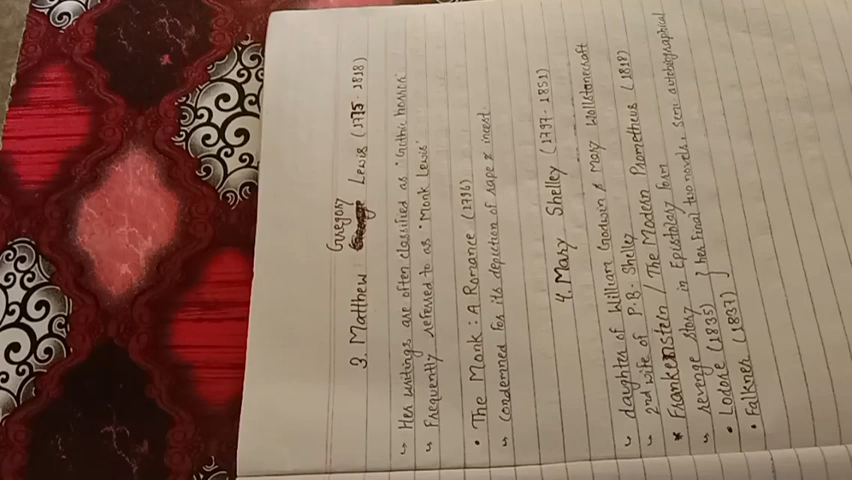 Gregory
3. Matthew Lewis (1775-1818)
↳ Her writings are often classified as "Gothic horror"
↳ Frequently referred to as "Monk Lewis"
• The Monk : A Romance (1796)
↳ Condemned for its depiction of rape & incest.
4. Mary Shelley (1797-1851)
↳ daughter of William Godwin & Mary Wollstonecraft
↳ 2nd wife of P.B. Shelley
* Frankenstein / The Modern Prometheus (1818)
↳ revenge story in Epistolary form
• Lodore (1835) ] her final two novels. Semi autobiographical
• Falkner (1837)